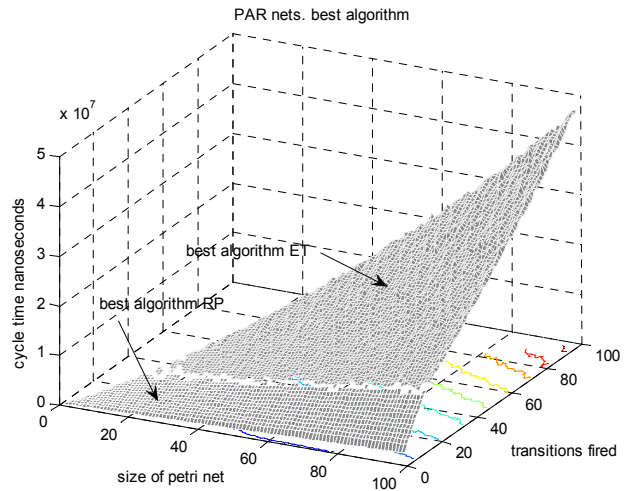 PAR nets. best algorithm
x 10^7
5
4
3
2
1
0
cycle time nanoseconds
best algorithm ET
best algorithm RP
0
20
40
60
80
100
size of petri net
0
20
40
60
80
100
transitions fired